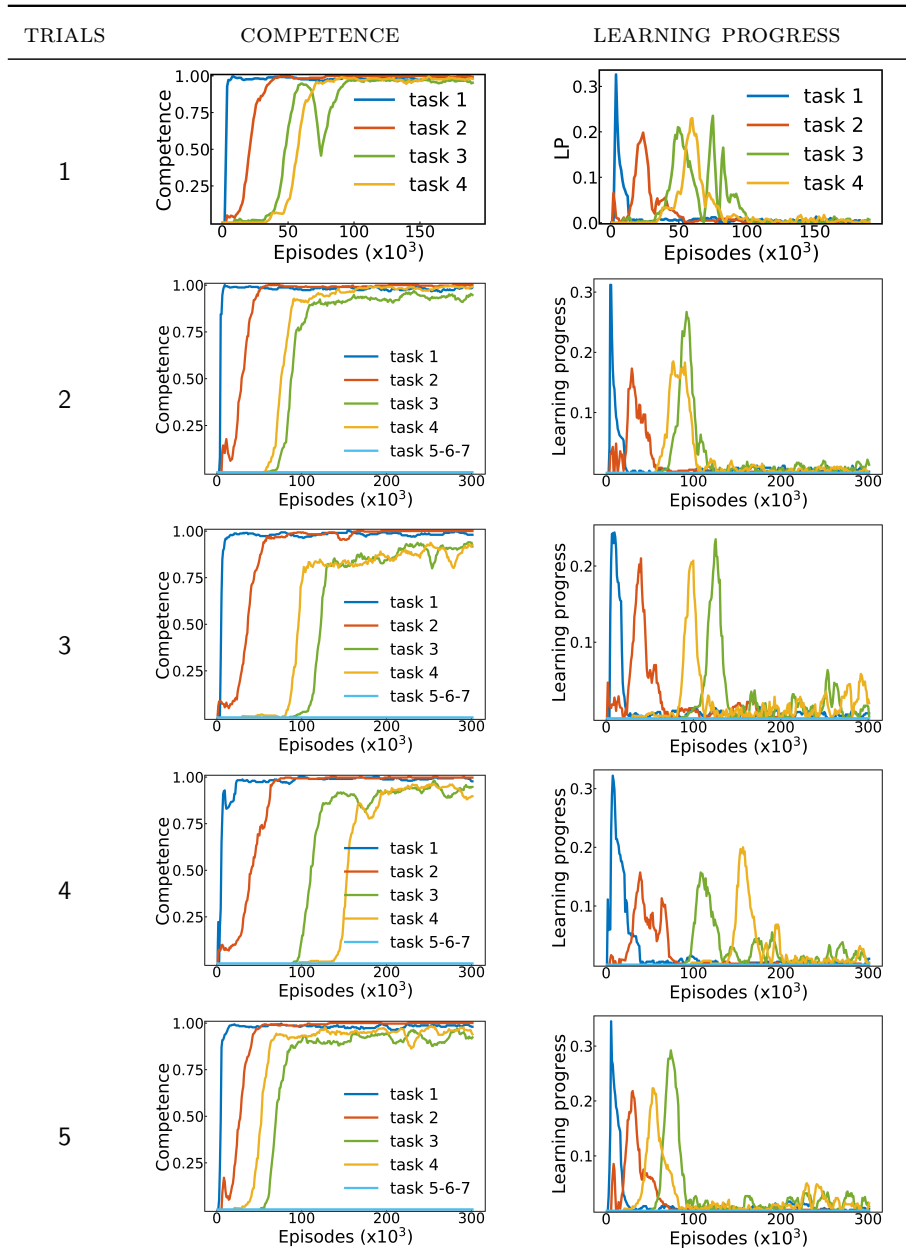 TRIALS COMPETENCE LEARNING PROGRESS
1
1.00
0.75
0.50
0.25
Competence
task 1
task 2
task 3
task 4
0 50 100 150
Episodes (x10³)
0.3
0.2
0.1
0.0
LP
task 1
task 2
task 3
task 4
0 50 100 150
Episodes (x10³)
2
1.00
0.75
0.50
0.25
Competence
task 1
task 2
task 3
task 4
task 5-6-7
0 100 200 300
Episodes (x10³)
0.3
0.2
0.1
Learning progress
0 100 200 300
Episodes (x10³)
3
1.00
0.75
0.50
0.25
Competence
task 1
task 2
task 3
task 4
task 5-6-7
0 100 200 300
Episodes (x10³)
0.2
0.1
Learning progress
0 100 200 300
Episodes (x10³)
4
1.00
0.75
0.50
0.25
Competence
task 1
task 2
task 3
task 4
task 5-6-7
0 100 200 300
Episodes (x10³)
0.3
0.2
0.1
Learning progress
0 100 200 300
Episodes (x10³)
5
1.00
0.75
0.50
0.25
Competence
task 1
task 2
task 3
task 4
task 5-6-7
0 100 200 300
Episodes (x10³)
0.3
0.2
0.1
Learning progress
0 100 200 300
Episodes (x10³)